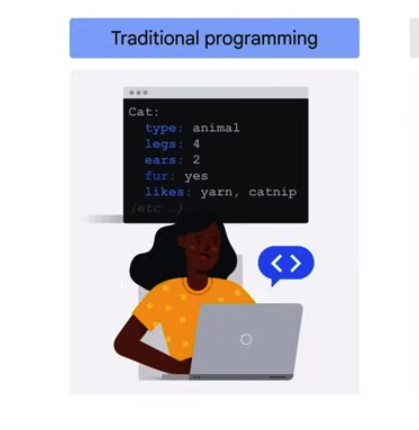 Traditional programming
Cat:
type: animal
legs: 4
ears: 2
fur: yes
likes: yarn, catnip
(etc...)
< >